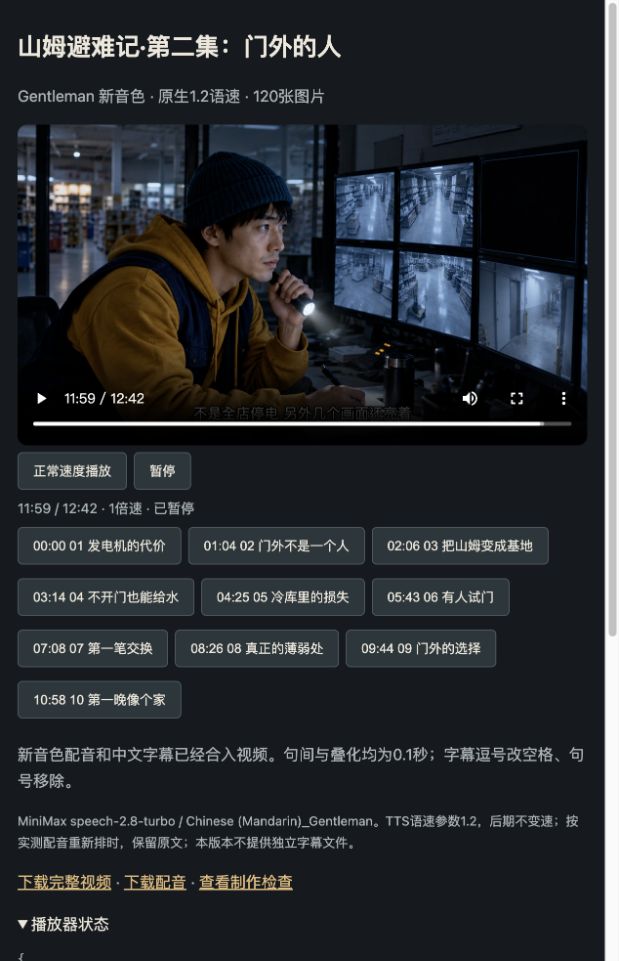 山姆避难记·第二集：门外的人
Gentleman 新音色 · 原生1.2语速 · 120张图片
不是全店停电 另外几个画面还亮着
11:59 / 12:42
正常速度播放 暂停
11:59 / 12:42 · 1倍速 · 已暂停
00:00 01 发电机的代价 01:04 02 门外不是一个人 02:06 03 把山姆变成基地
03:14 04 不开门也能给水 04:25 05 冷库里的损失 05:43 06 有人试门
07:08 07 第一笔交换 08:26 08 真正的薄弱处 09:44 09 门外的选择
10:58 10 第一晚像个家
新音色配音和中文字幕已经合入视频。句间与叠化均为0.1秒；字幕逗号改空格、句
号移除。
MiniMax speech-2.8-turbo / Chinese (Mandarin)_Gentleman。TTS语速参数1.2，后期不变速；按
实测配音重新排时，保留原文；本版本不提供独立字幕文件。
下载完整视频 · 下载配音 · 查看制作检查
▼播放器状态
{